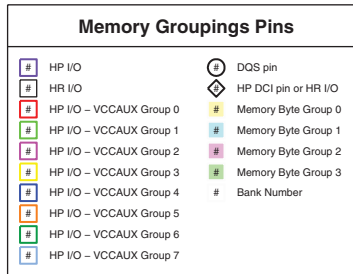 Memory Groupings Pins
# HP I/O
# HR I/O
# HP I/O – VCCAUX Group 0
# HP I/O – VCCAUX Group 1
# HP I/O – VCCAUX Group 2
# HP I/O – VCCAUX Group 3
# HP I/O – VCCAUX Group 4
# HP I/O – VCCAUX Group 5
# HP I/O – VCCAUX Group 6
# HP I/O – VCCAUX Group 7
# DQS pin
# HP DCI pin or HR I/O
# Memory Byte Group 0
# Memory Byte Group 1
# Memory Byte Group 2
# Memory Byte Group 3
# Bank Number